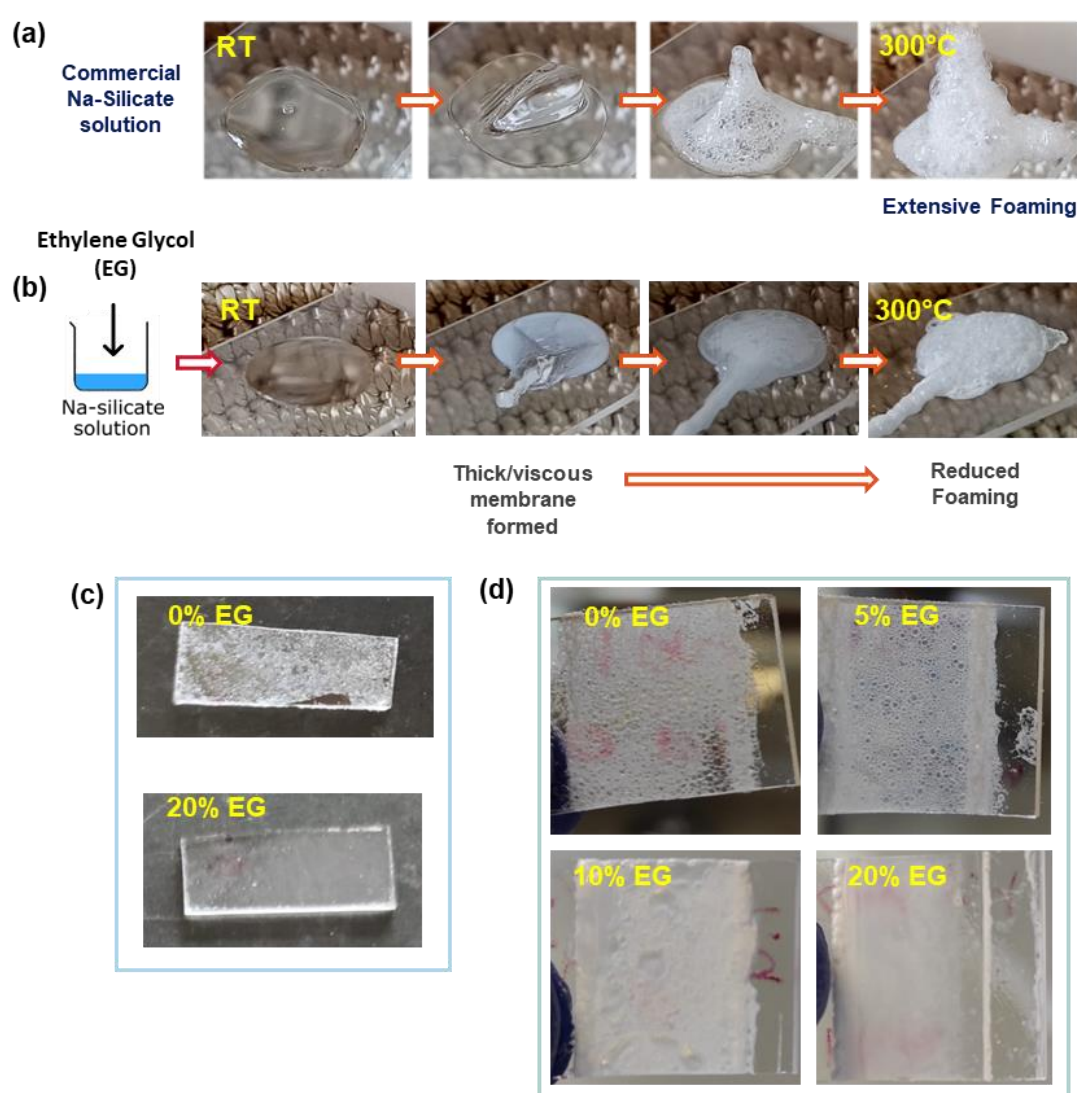 (a)
Commercial
Na-Silicate
solution
RT
300°C
Extensive Foaming
Ethylene Glycol
(EG)
(b)
Na-silicate
solution
RT
300°C
Thick/viscous
membrane
formed
Reduced
Foaming
(c)
0% EG
20% EG
(d)
0% EG
5% EG
10% EG
20% EG